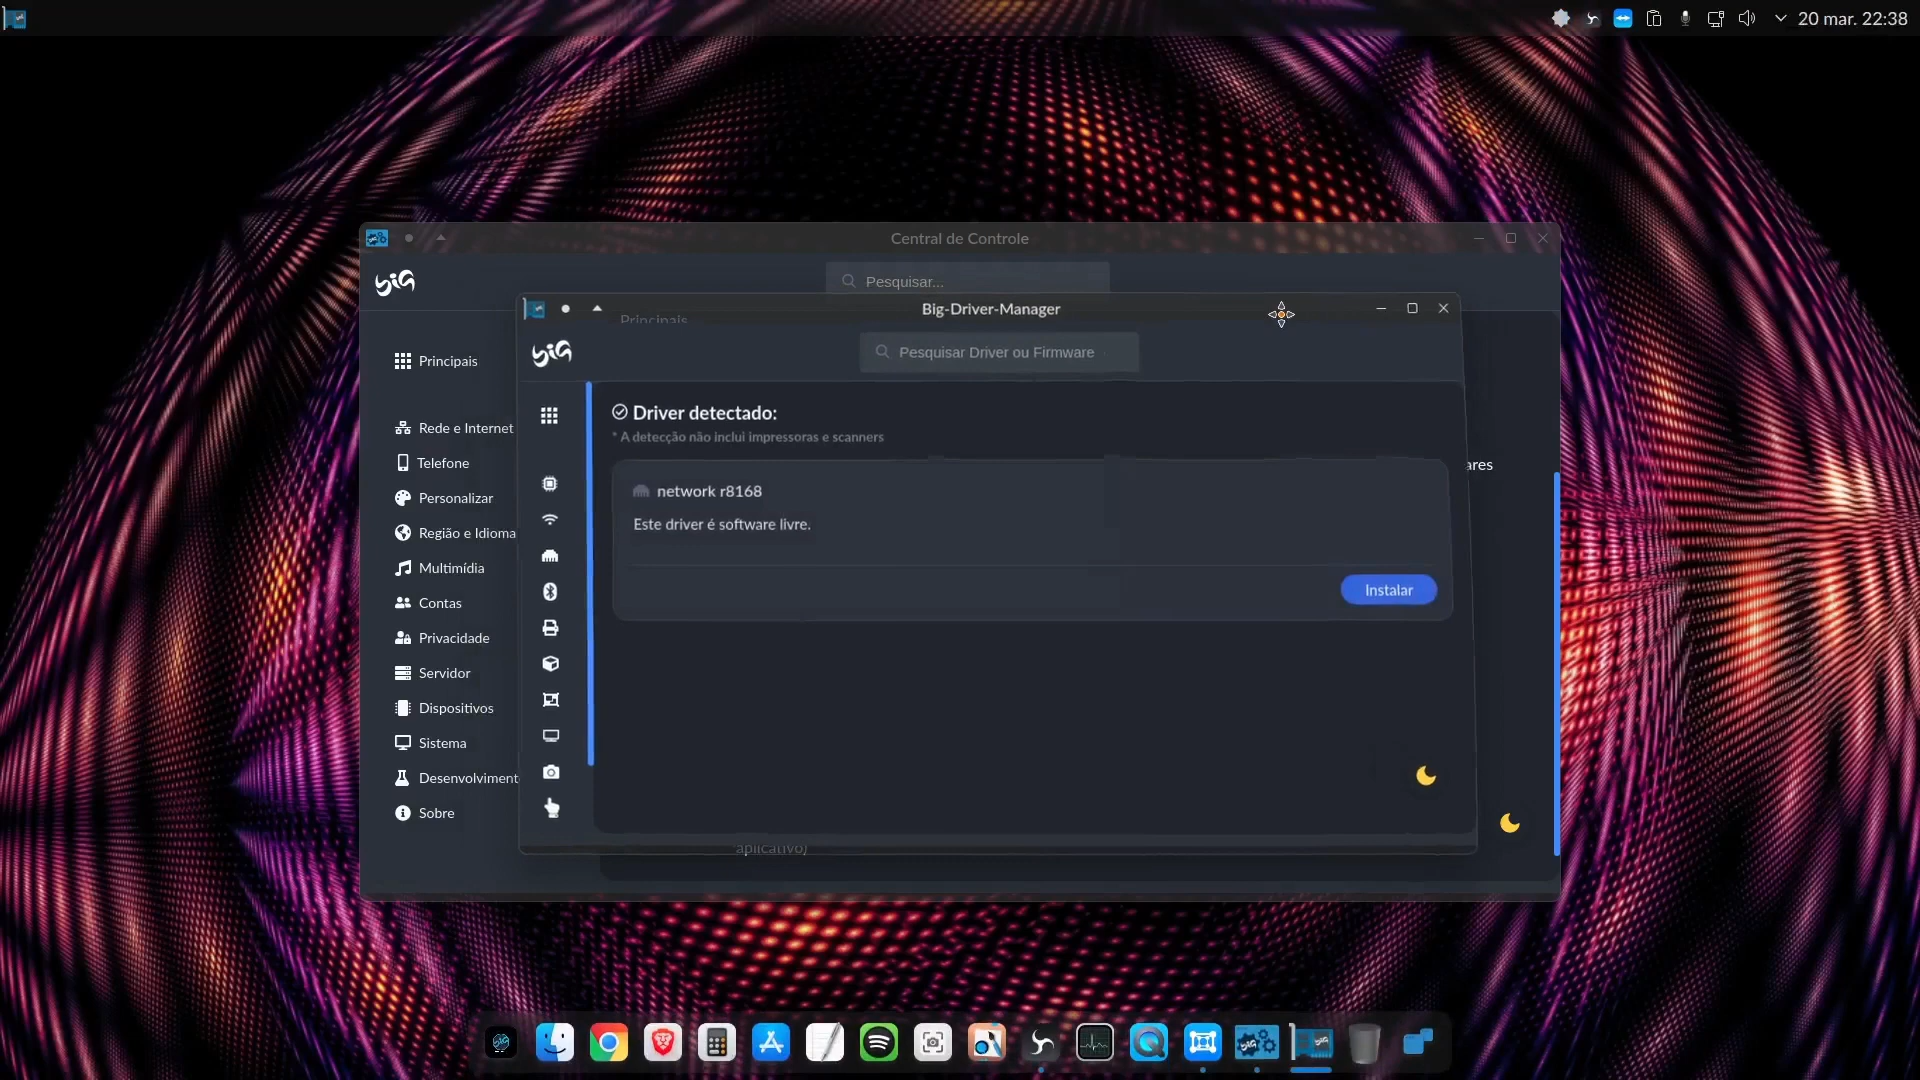 20 mar. 22:38
Central de Controle
BIG
Pesquisar...
Principais
Rede e Internet
Telefone
Personalizar
Região e Idioma
Multimídia
Contas
Privacidade
Servidor
Dispositivos
Sistema
Desenvolviment
Sobre
Principais
ares
aplicativo)
Big-Driver-Manager
BIG
Pesquisar Driver ou Firmware
Driver detectado:
* A detecção não inclui impressoras e scanners
network r8168
Este driver é software livre.
Instalar